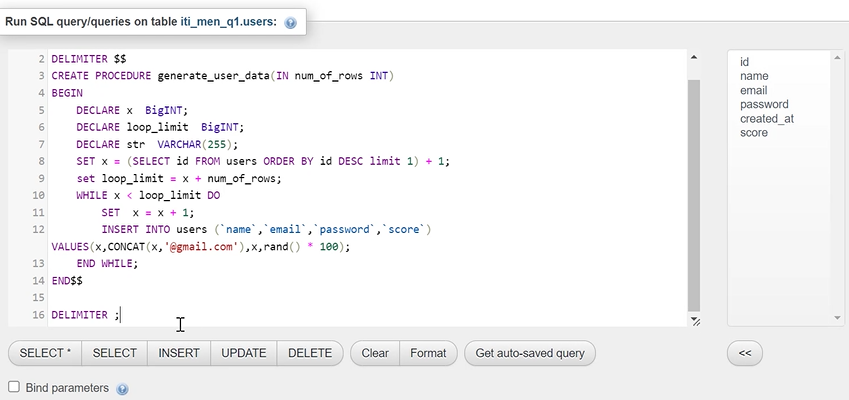 Run SQL query/queries on table iti_men_q1.users:
2 DELIMITER $$
3 CREATE PROCEDURE generate_user_data(IN num_of_rows INT)
4 BEGIN
5 DECLARE x  BigINT;
6 DECLARE loop_limit  BigINT;
7 DECLARE str  VARCHAR(255);
8 SET x = (SELECT id FROM users ORDER BY id DESC limit 1) + 1;
9 set loop_limit = x + num_of_rows;
10 WHILE x < loop_limit DO
11 SET  x = x + 1;
12 INSERT INTO users (`name`,`email`,`password`,`score`)
VALUES(x,CONCAT(x,'@gmail.com'),x,rand() * 100);
13 END WHILE;
14 END$$
15
16 DELIMITER ;
id
name
email
password
created_at
score
SELECT * SELECT INSERT UPDATE DELETE Clear Format Get auto-saved query <<
Bind parameters